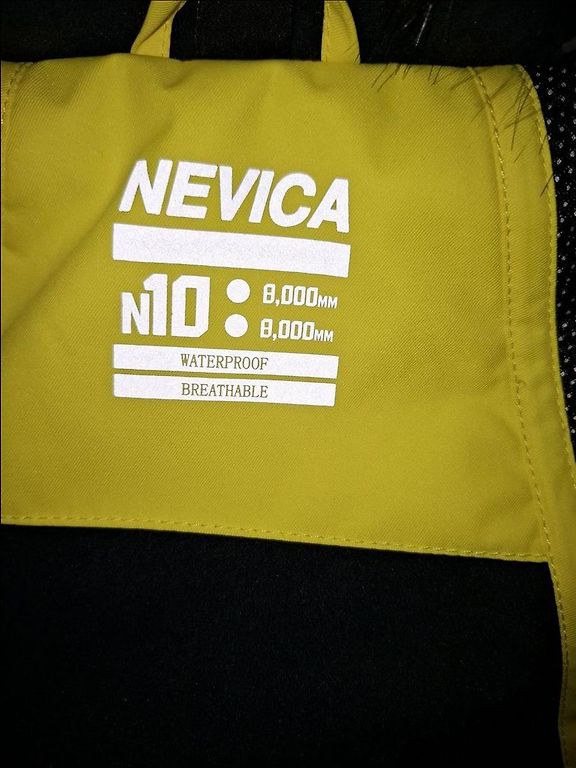 NEVICA
N10 8,000MM
8,000MM
WATERPROOF
BREATHABLE